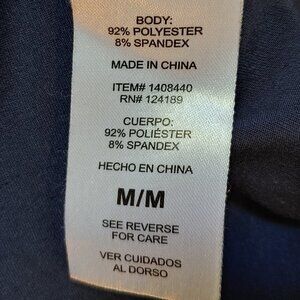 BODY:
92% POLYESTER
8% SPANDEX
MADE IN CHINA
ITEM# 1408440
RN# 124189
CUERPO:
92% POLIÉSTER
8% SPANDEX
HECHO EN CHINA
M/M
SEE REVERSE
FOR CARE
VER CUIDADOS
AL DORSO